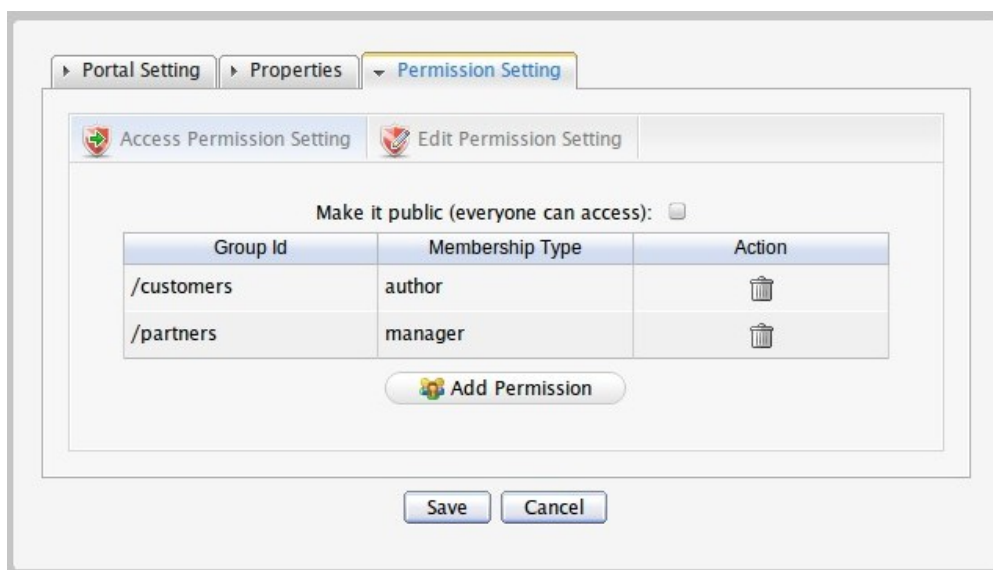 Portal Setting Properties Permission Setting
Access Permission Setting Edit Permission Setting
Make it public (everyone can access):
Group Id Membership Type Action
/customers author
/partners manager
Add Permission
Save Cancel